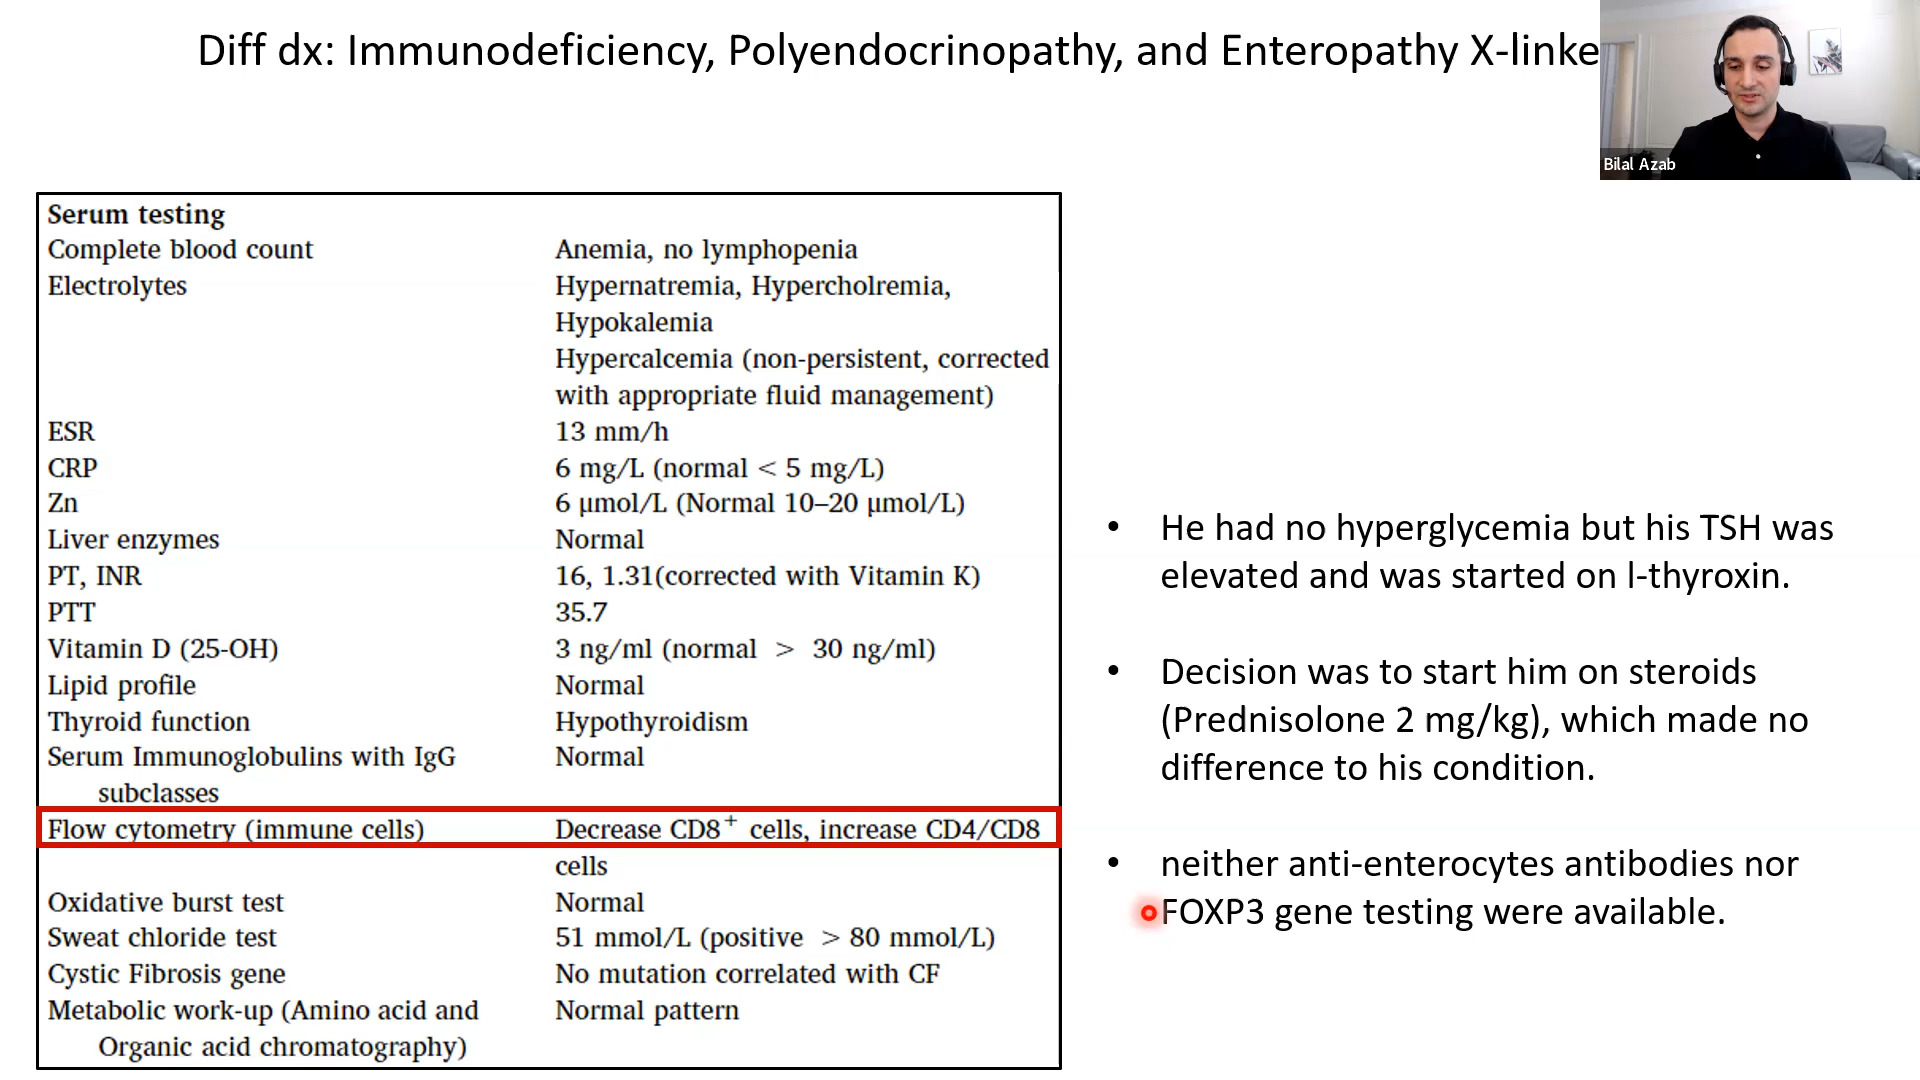 Diff dx: Immunodeficiency, Polyendocrinopathy, and Enteropathy X-linke
Bilal Azab
Serum testing
Complete blood count Anemia, no lymphopenia
Electrolytes Hypernatremia, Hypercholremia,
Hypokalemia
Hypercalcemia (non-persistent, corrected
with appropriate fluid management)
ESR 13 mm/h
CRP 6 mg/L (normal < 5 mg/L)
Zn 6 μmol/L (Normal 10–20 μmol/L)
Liver enzymes Normal
PT, INR 16, 1.31(corrected with Vitamin K)
PTT 35.7
Vitamin D (25-OH) 3 ng/ml (normal > 30 ng/ml)
Lipid profile Normal
Thyroid function Hypothyroidism
Serum Immunoglobulins with IgG Normal
subclasses
Flow cytometry (immune cells) Decrease CD8+ cells, increase CD4/CD8
cells
Oxidative burst test Normal
Sweat chloride test 51 mmol/L (positive > 80 mmol/L)
Cystic Fibrosis gene No mutation correlated with CF
Metabolic work-up (Amino acid and Normal pattern
Organic acid chromatography)
• He had no hyperglycemia but his TSH was
elevated and was started on l-thyroxin.
• Decision was to start him on steroids
(Prednisolone 2 mg/kg), which made no
difference to his condition.
• neither anti-enterocytes antibodies nor
FOXP3 gene testing were available.